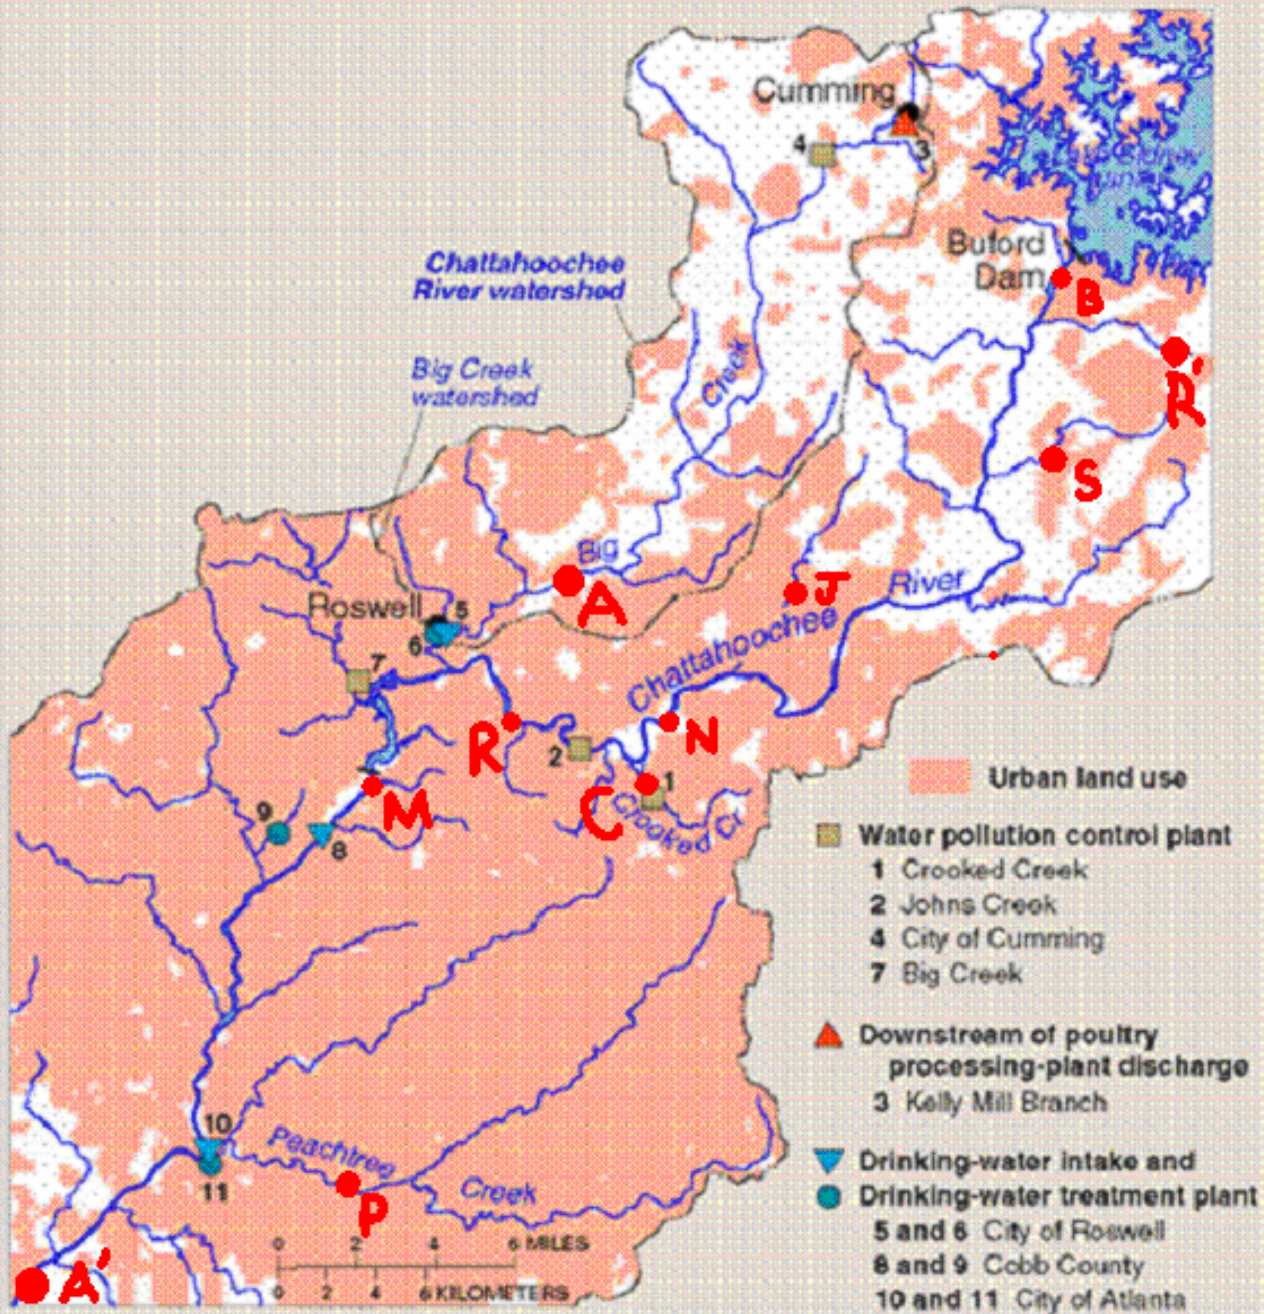 Cumming
4
3
Lake Sidney
Buford
Dam
B
Chattahoochee
River watershed
R'
Big Creek
watershed
Creek
S
Big
A
J
River
Roswell
5
6
Chattahoochee
7
R
N
2
1
C
Crooked Cr
M
9
8
Urban land use
Water pollution control plant
1 Crooked Creek
2 Johns Creek
4 City of Cumming
7 Big Creek
Downstream of poultry
processing-plant discharge
3 Kelly Mill Branch
10
11
Peachtree
Creek
P
Drinking-water intake and
Drinking-water treatment plant
5 and 6 City of Roswell
8 and 9 Cobb County
10 and 11 City of Atlanta
0 2 4 6 MILES
0 2 4 6 KILOMETERS
A'